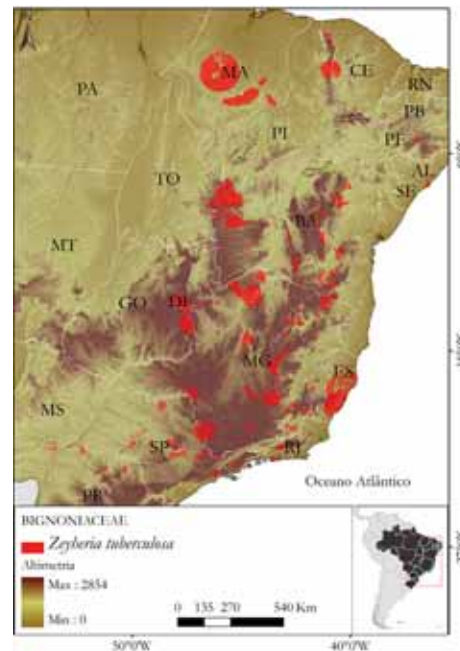 MA
CE
PA
RN
PB
PI
PE
TO
AL
SE
BA
MT
GO
DF
MG
ES
MS
SP
RJ
Oceano Atlântico
PR
BIGNONIACEAE
Zeyheria tuberculosa
Altimetria
Max : 2854
Min : 0
0 135 270 540 Km
50°0'W 40°0'W